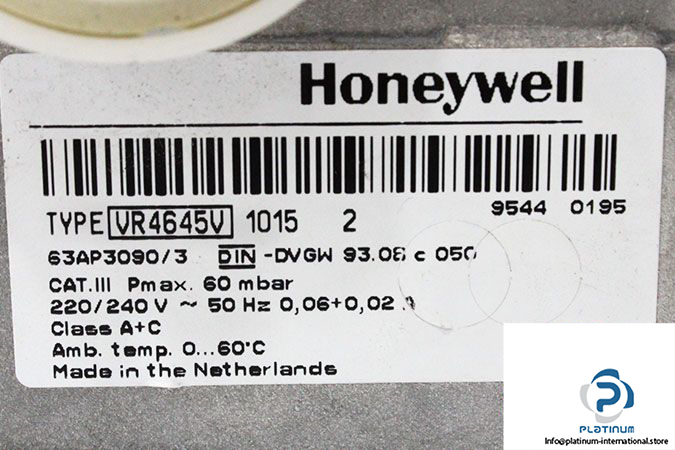 Honeywell
9544 0195
TYPE VR4645V 1015 2
63AP3090/3 DIN-DVGW 93.08 c 050
CAT.III Pmax. 60 mbar
220/240 V ~ 50 Hz 0,06+0,02 A
Class A+C
Amb. temp. 0...60°C
Made in the Netherlands
PLATINUM
Info@platinum-international.store